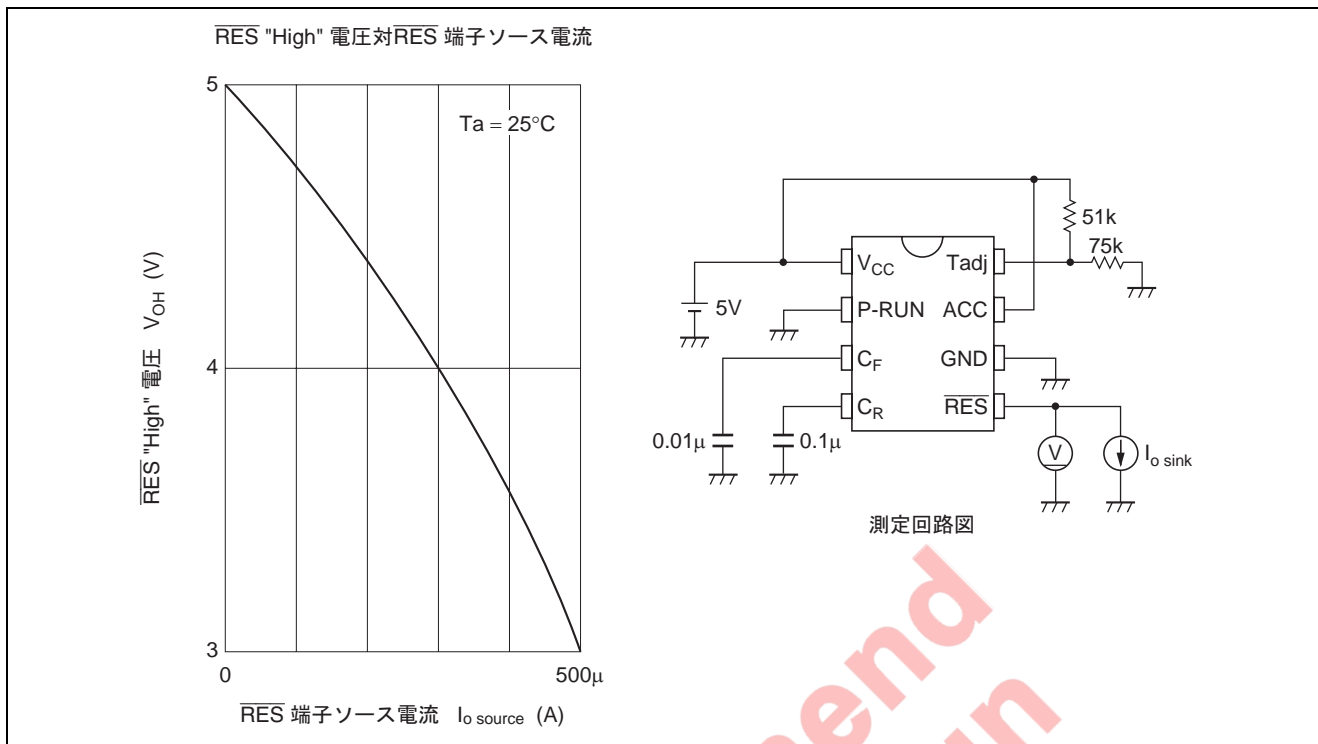 RES "High" 電圧対RES 端子ソース電流
5
4
3
Ta = 25°C
RES "High" 電圧 VOH (V)
0
500μ
RES 端子ソース電流 Io source (A)
51k
75k
VCC
Tadj
5V
P-RUN
ACC
CF
GND
CR
RES
0.01μ
0.1μ
V
Io sink
測定回路図
end
un